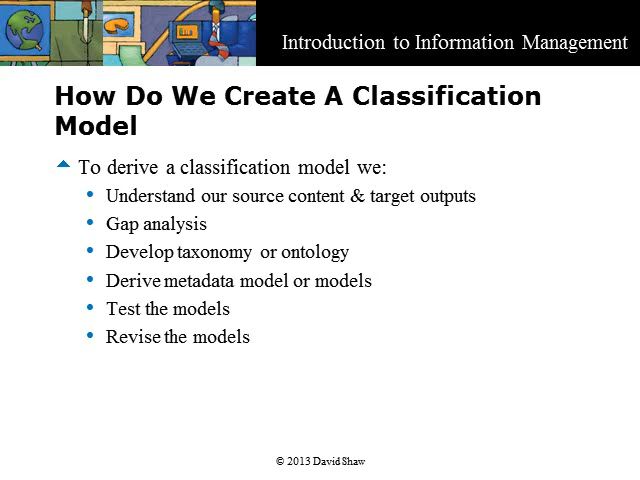 Introduction to Information Management
How Do We Create A Classification
Model
To derive a classification model we:
• Understand our source content & target outputs
• Gap analysis
• Develop taxonomy or ontology
• Derive metadata model or models
• Test the models
• Revise the models
© 2013 David Shaw